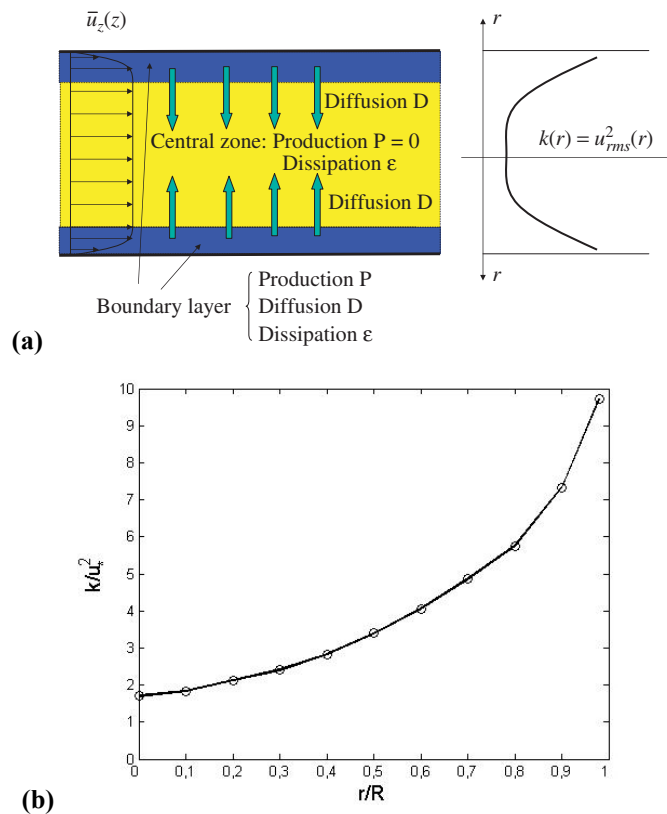 ūz(z)
r
Diffusion D
Central zone: Production P = 0
Dissipation ε
k(r) = u²rms(r)
Diffusion D
r
Boundary layer
Production P
Diffusion D
Dissipation ε
(a)
10
9
8
7
6
5
4
3
2
1
0
k/u*²
0 0,1 0,2 0,3 0,4 0,5 0,6 0,7 0,8 0,9 1
r/R
(b)